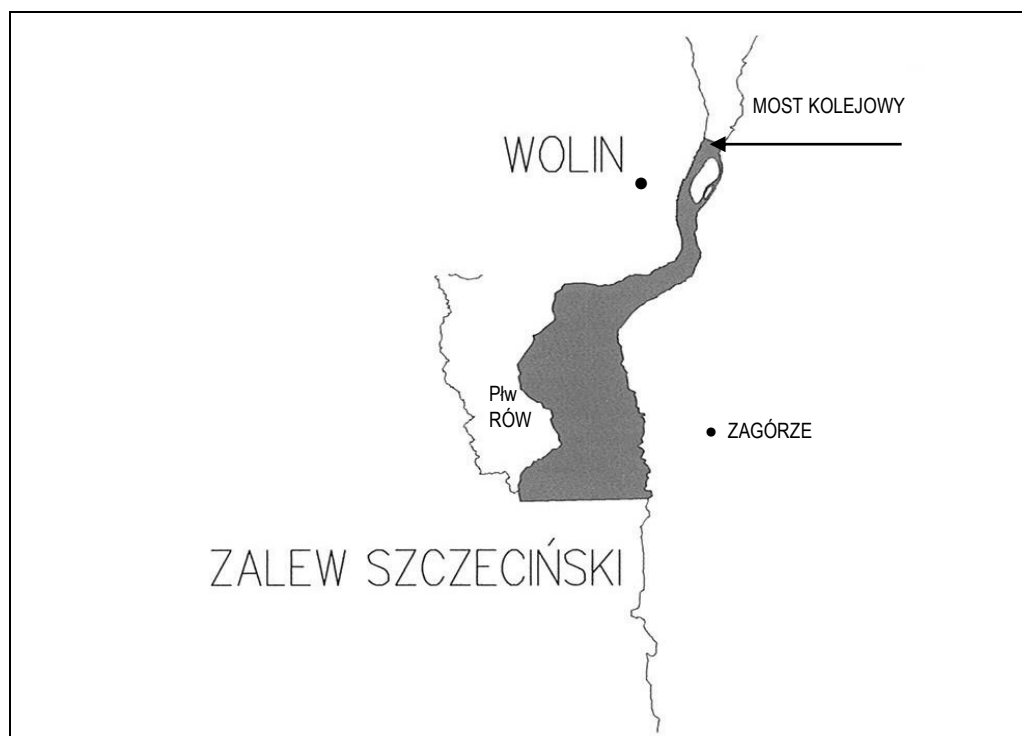 MOST KOLEJOWY
WOLIN
Płw
RÓW
ZAGÓRZE
ZALEW SZCZECIŃSKI